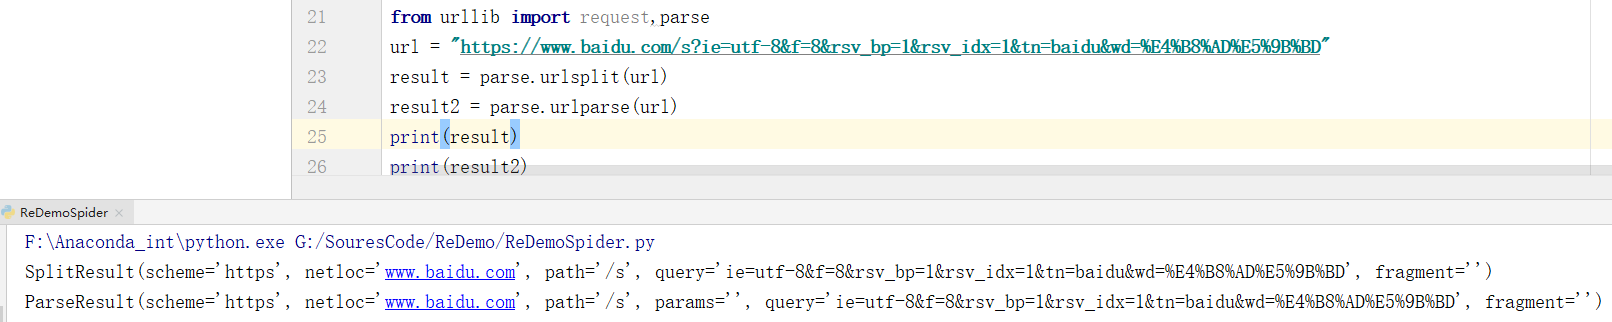 21 from urllib import request,parse
22 url = "https://www.baidu.com/s?ie=utf-8&f=8&rsv_bp=1&rsv_idx=1&tn=baidu&wd=%E4%B8%AD%E5%9B%BD"
23 result = parse.urlsplit(url)
24 result2 = parse.urlparse(url)
25 print(result)
26 print(result2)
ReDemoSpider ×
F:\Anaconda_int\python.exe G:/SouresCode/ReDemo/ReDemoSpider.py
SplitResult(scheme='https', netloc='www.baidu.com', path='/s', query='ie=utf-8&f=8&rsv_bp=1&rsv_idx=1&tn=baidu&wd=%E4%B8%AD%E5%9B%BD', fragment='')
ParseResult(scheme='https', netloc='www.baidu.com', path='/s', params='', query='ie=utf-8&f=8&rsv_bp=1&rsv_idx=1&tn=baidu&wd=%E4%B8%AD%E5%9B%BD', fragment='')